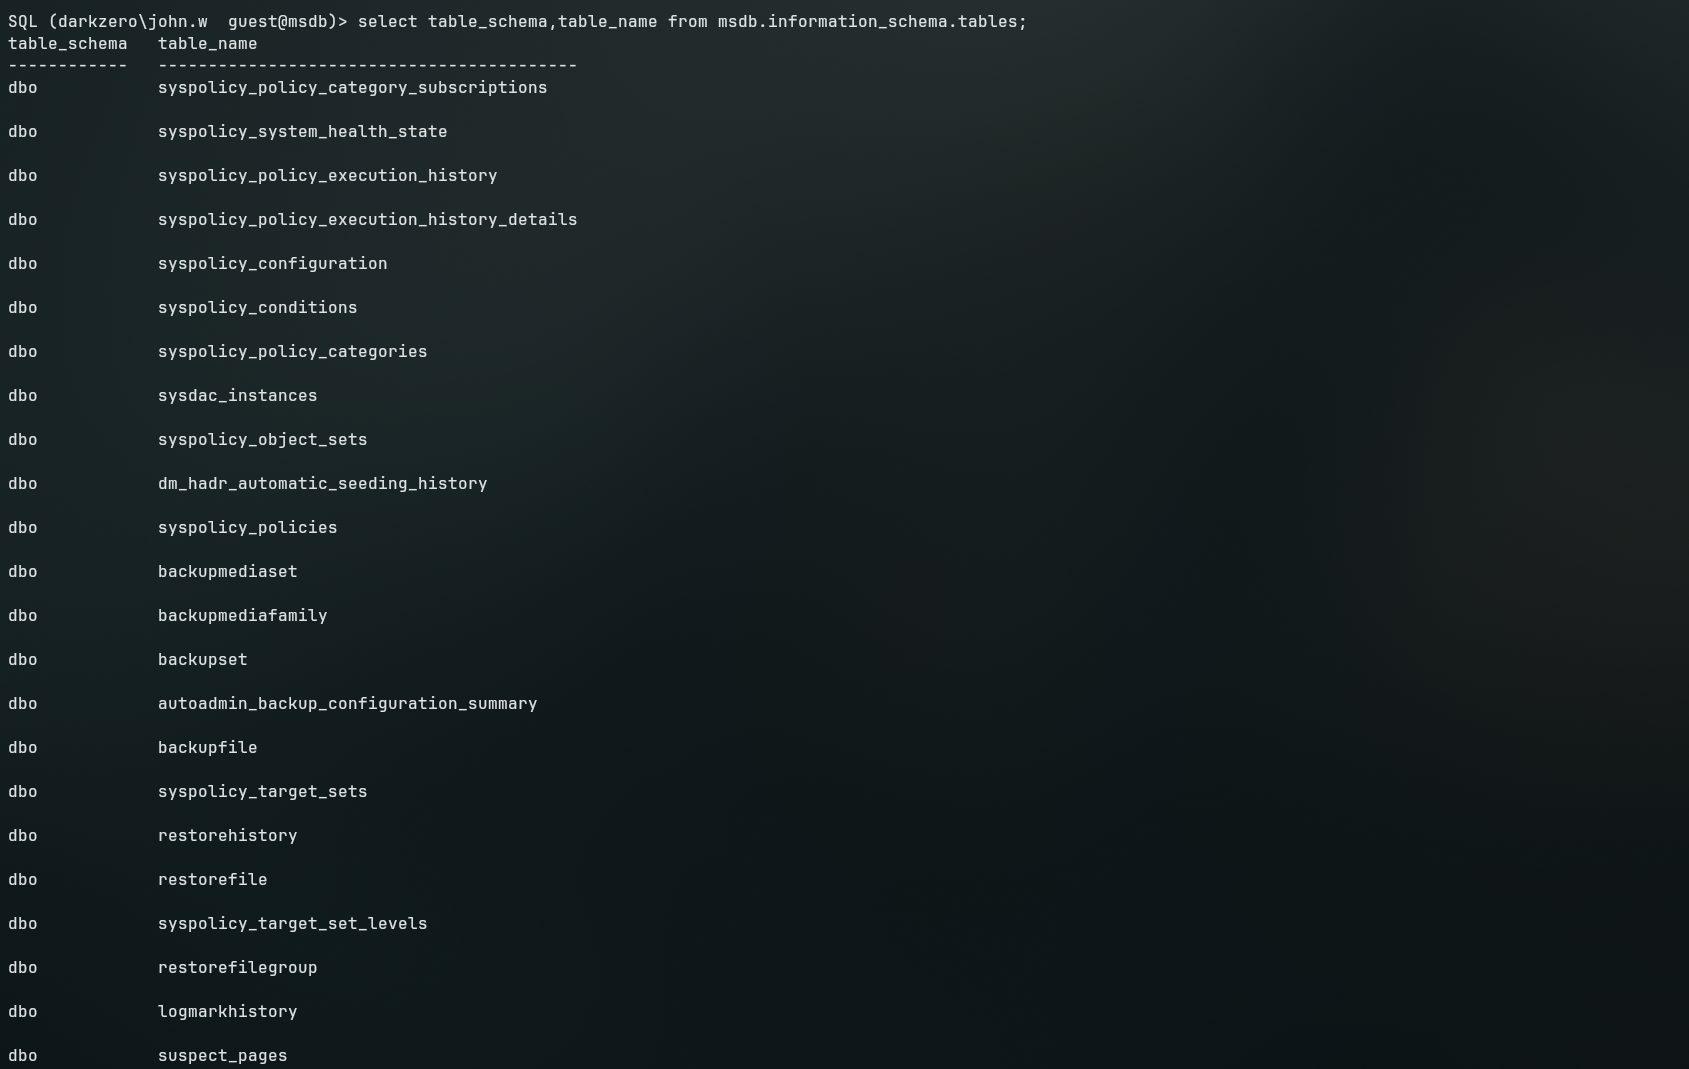 SQL (darkzero\john.w  guest@msdb)> select table_schema,table_name from msdb.information_schema.tables;
table_schema   table_name
------------   ------------------------------------------
dbo            syspolicy_policy_category_subscriptions
dbo            syspolicy_system_health_state
dbo            syspolicy_policy_execution_history
dbo            syspolicy_policy_execution_history_details
dbo            syspolicy_configuration
dbo            syspolicy_conditions
dbo            syspolicy_policy_categories
dbo            sysdac_instances
dbo            syspolicy_object_sets
dbo            dm_hadr_automatic_seeding_history
dbo            syspolicy_policies
dbo            backupmediaset
dbo            backupmediafamily
dbo            backupset
dbo            autoadmin_backup_configuration_summary
dbo            backupfile
dbo            syspolicy_target_sets
dbo            restorehistory
dbo            restorefile
dbo            syspolicy_target_set_levels
dbo            restorefilegroup
dbo            logmarkhistory
dbo            suspect_pages